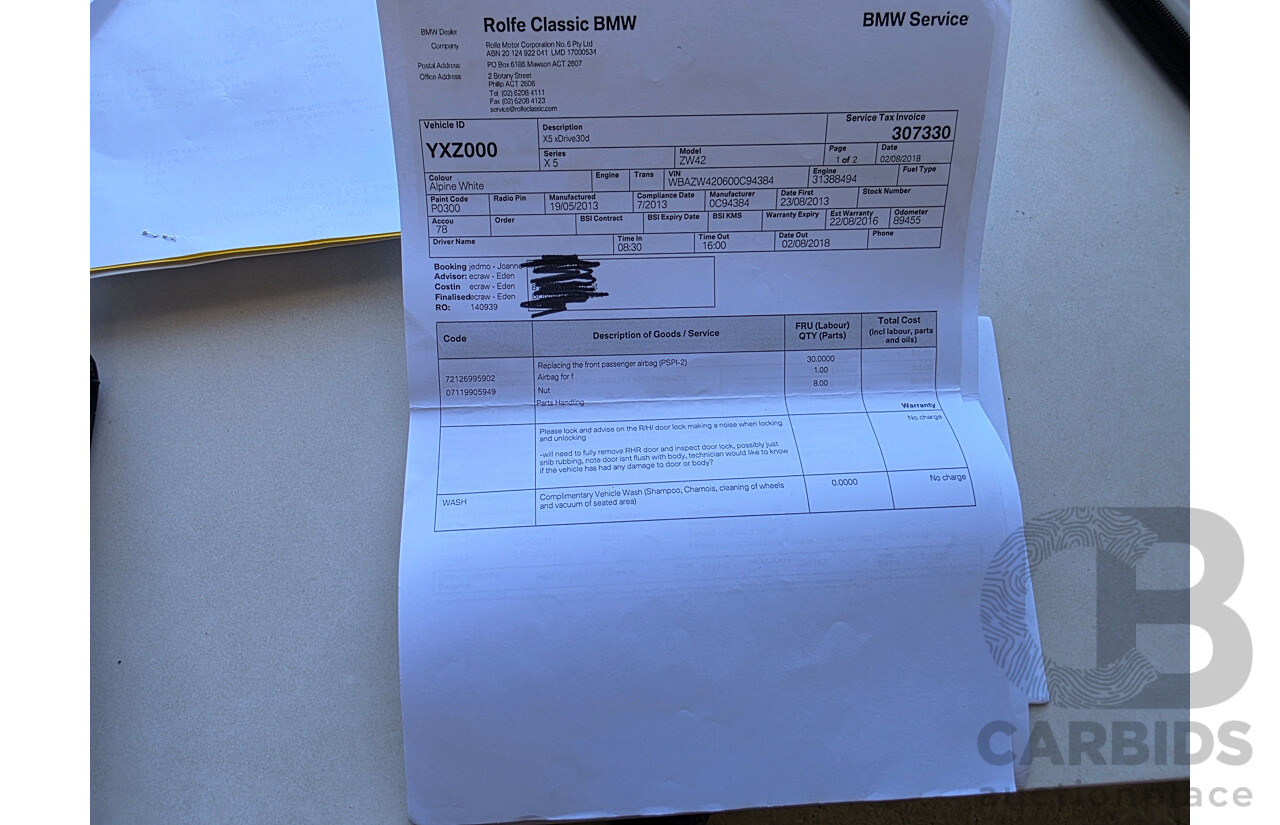 Rolfe Classic BMW
BMW Service
BMW Dealer
Company Rolfe Motor Corporation No. 6 Pty Ltd
ABN 20 124 922 041 LMD 17000534
Postal Address PO Box 6186 Mawson ACT 2607
Office Address 2 Botany Street
Phillip ACT 2606
Tel (02) 6208 4111
Fax (02) 6208 4123
service@rolfeclassic.com
Vehicle ID Description Service Tax Invoice
YXZ000 X5 xDrive30d 307330
Series Model Page Date
X 5 ZW42 1 of 2 02/08/2018
Colour Engine Trans VIN Engine Fuel Type
Alpine White WBAZW420600C94384 31388494
Paint Code Radio Pin Manufactured Compliance Date Manufacturer Date First Stock Number
P0300 19/05/2013 7/2013 0C94384 23/08/2013
Accou Order BSI Contract BSI Expiry Date BSI KMS Warranty Expiry Ext Warranty Odometer
78 22/08/2016 89455
Driver Name Time In Time Out Date Out Phone
08:30 16:00 02/08/2018
Booking jedmo - Joanne
Advisor: ecraw - Eden
Costin ecraw - Eden
Finalised ecraw - Eden
RO: 140939
Code Description of Goods / Service FRU (Labour) QTY (Parts) Total Cost (incl labour, parts and oils)
Replacing the front passenger airbag (PSPI-2) 30.0000
72126995902 Airbag for f 1.00
07119905949 Nut 8.00
Parts Handling
Warranty
Please look and advise on the R/H/ door lock making a noise when locking No charge
and unlocking
-will need to fully remove RHR door and inspect door lock, possibly just
snib rubbing, note door isnt flush with body, technician would like to know
if the vehicle has had any damage to door or body?
WASH Complimentary Vehicle Wash (Shampoo, Chamois, cleaning of wheels 0.0000 No charge
and vacuum of seated area)
CB
CARBIDS
auctionplace